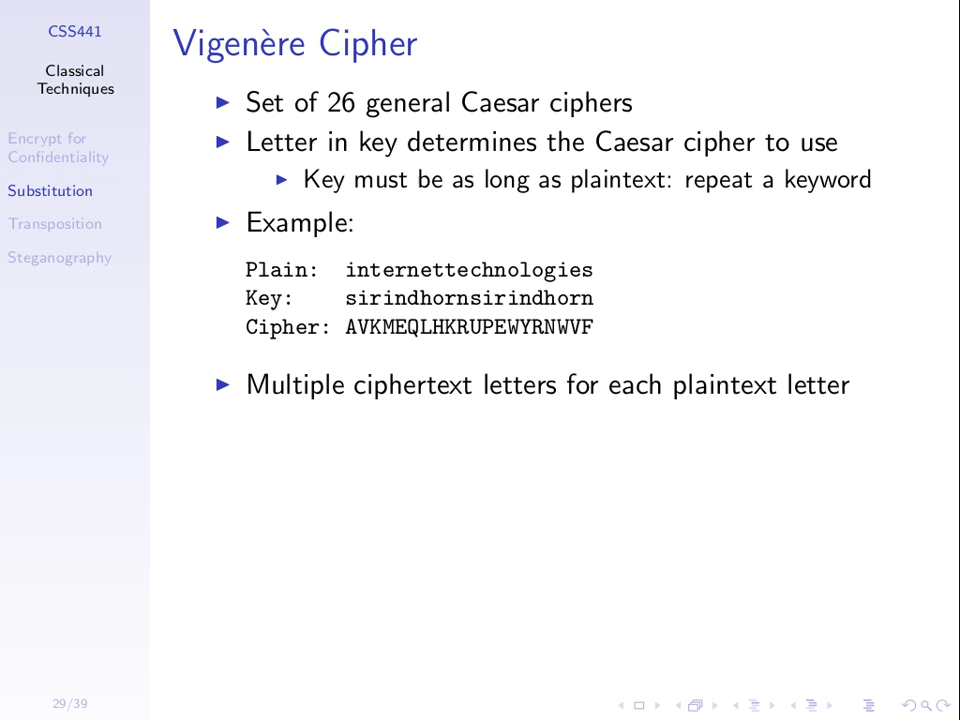 CSS441
Classical
Techniques
Encrypt for
Confidentiality
Substitution
Transposition
Steganography
29/39
Vigenère Cipher
Set of 26 general Caesar ciphers
Letter in key determines the Caesar cipher to use
Key must be as long as plaintext: repeat a keyword
Example:
Plain: internettechnologies
Key: sirindhornsirindhorn
Cipher: AVKMEQLHKRUPEWYRNWVF
Multiple ciphertext letters for each plaintext letter